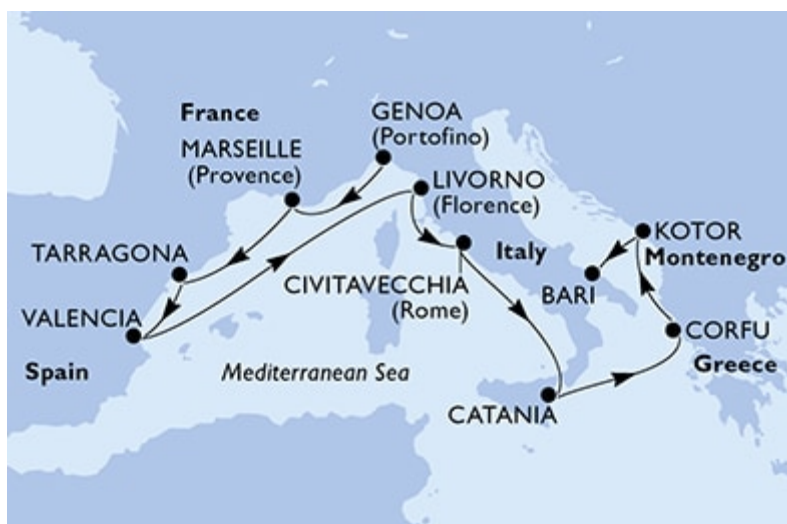 France
GENOA
(Portofino)
MARSEILLE
(Provence)
LIVORNO
(Florence)
TARRAGONA
KOTOR
Italy
Montenegro
CIVITAVECCHIA
(Rome)
BARI
VALENCIA
CORFU
Spain
Mediterranean Sea
Greece
CATANIA